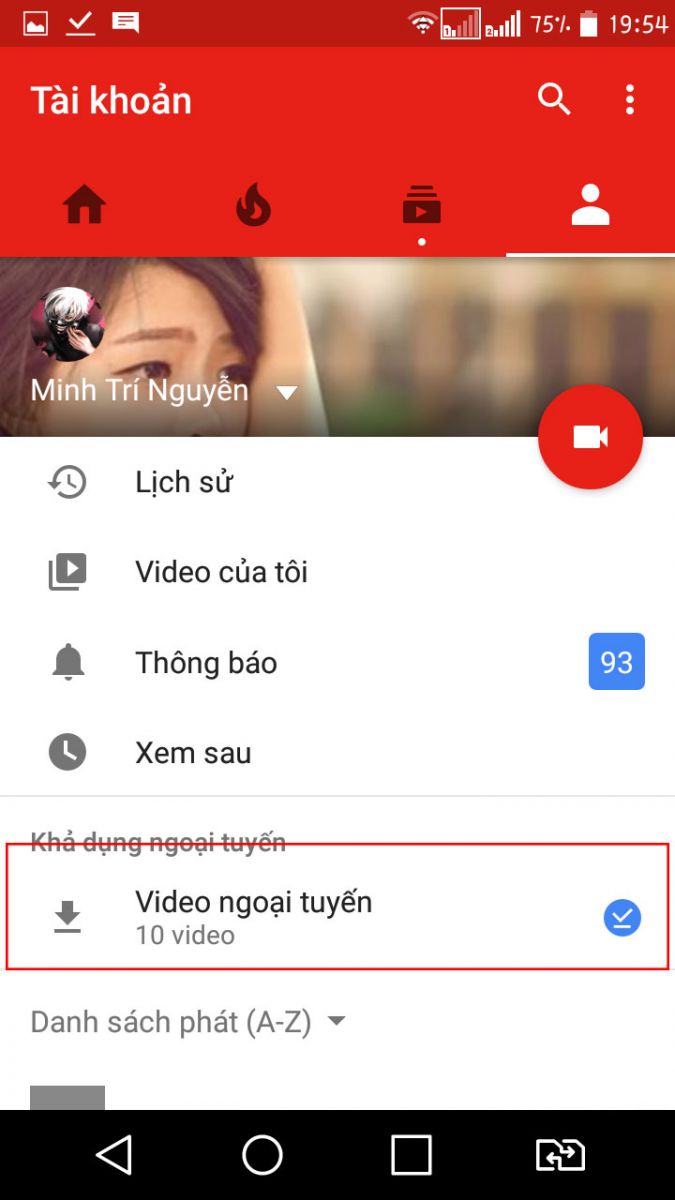 75% 19:54
Tài khoản
Minh Trí Nguyễn
Lịch sử
Video của tôi
Thông báo 93
Xem sau
Khả dụng ngoại tuyến
Video ngoại tuyến
10 video
Danh sách phát (A-Z)